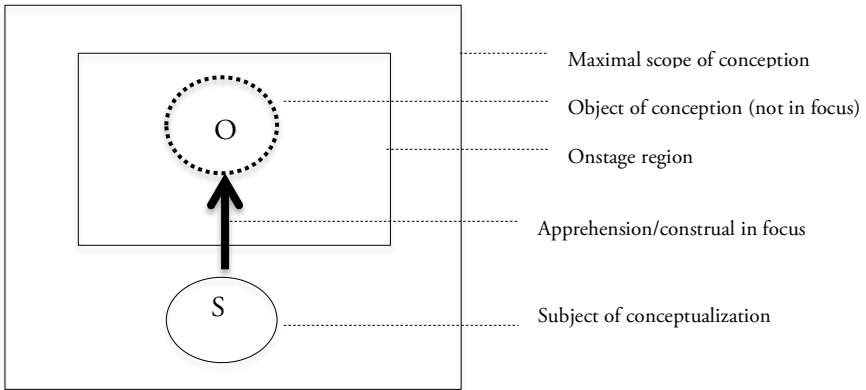 Maximal scope of conception
O
Object of conception (not in focus)
Onstage region
Apprehension/construal in focus
S
Subject of conceptualization